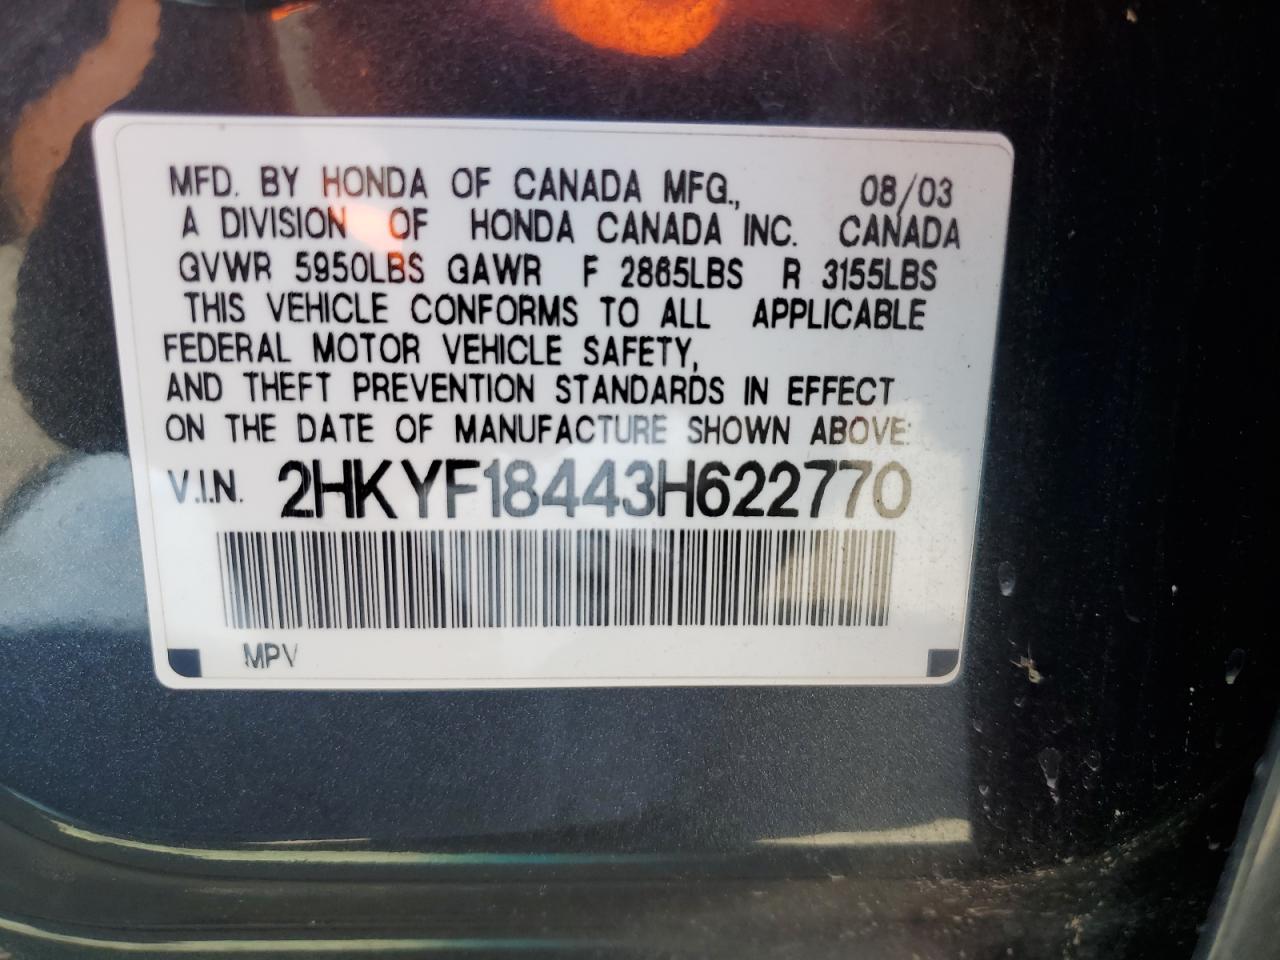 MFD. BY HONDA OF CANADA MFG., 08/03
A DIVISION OF HONDA CANADA INC. CANADA
GVWR 5950LBS GAWR F 2865LBS R 3155LBS
THIS VEHICLE CONFORMS TO ALL APPLICABLE
FEDERAL MOTOR VEHICLE SAFETY,
AND THEFT PREVENTION STANDARDS IN EFFECT
ON THE DATE OF MANUFACTURE SHOWN ABOVE:
V.I.N. 2HKYF18443H622770
MPV